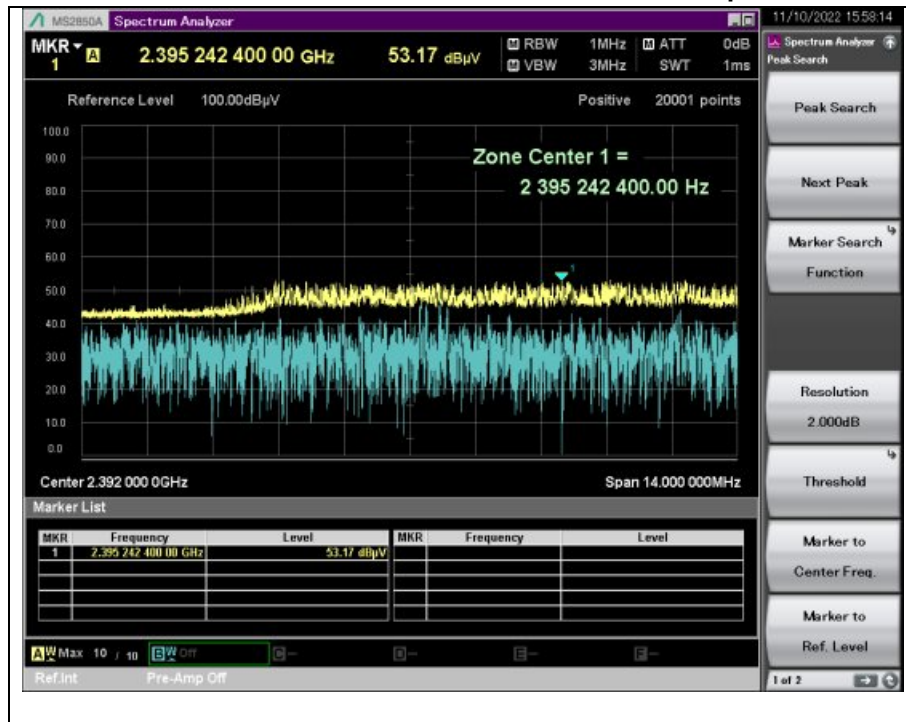 MS2850A Spectrum Analyzer
11/10/2022 15:59:14
MKR 1 A 2.395 242 400 00 GHz 53.17 dBµV
M RBW 1MHz M ATT 0dB
M VBW 3MHz SWT 1ms
Spectrum Analyzer
Peak Search
Reference Level 100.00dBµV Positive 20001 points
100.0
90.0
80.0
70.0
60.0
50.0
40.0
30.0
20.0
10.0
0.0
Zone Center 1 =
2 395 242 400.00 Hz
1
Center 2.392 000 0GHz Span 14.000 000MHz
Marker List
MKR Frequency Level MKR Frequency Level
1 2.395 242 400 00 GHz 53.17 dBµV
A W Max 10 / 10 B W Off C -- D -- E -- F --
Ref.Int Pre-Amp Off
Peak Search
Next Peak
Marker Search
Function
Resolution
2.000dB
Threshold
Marker to
Center Freq.
Marker to
Ref. Level
1 of 2